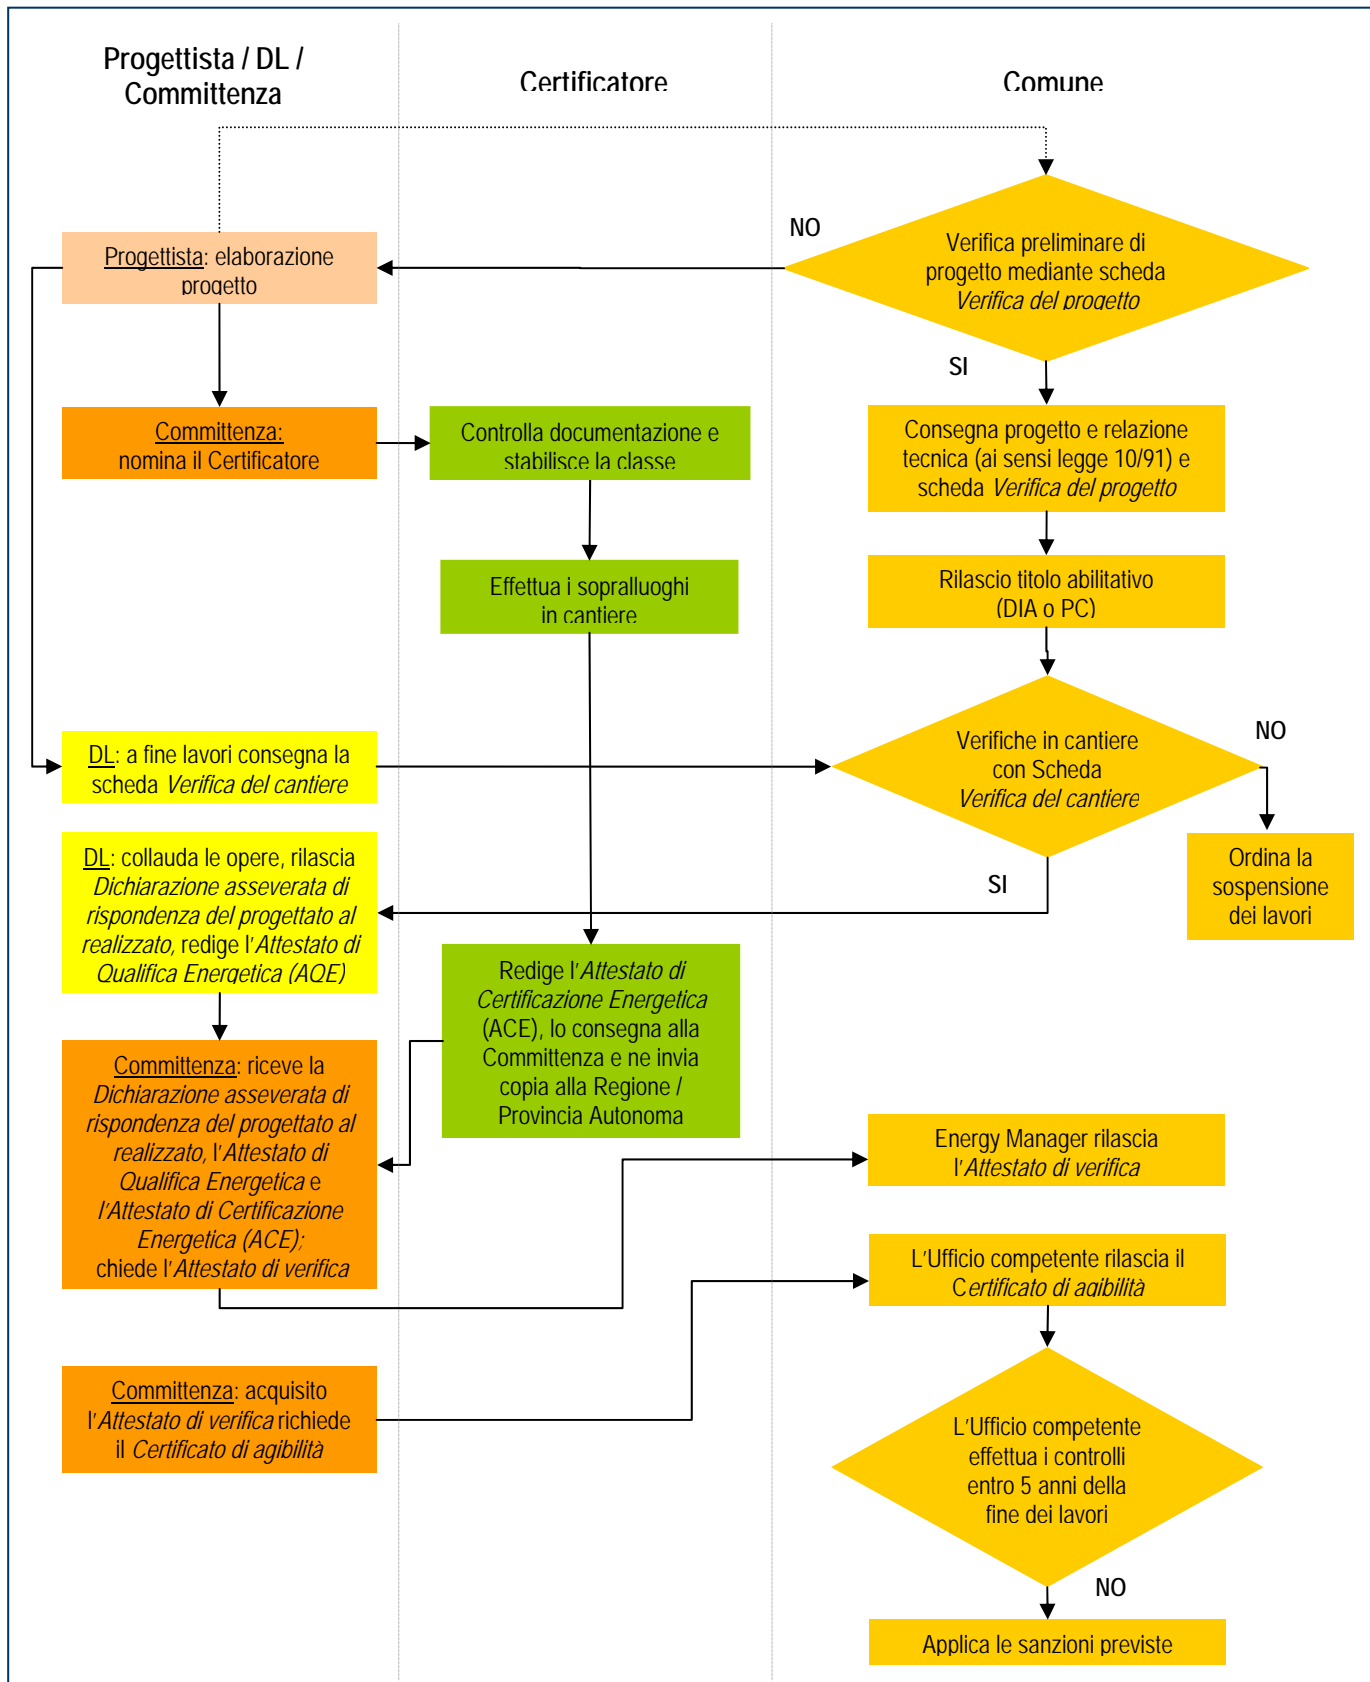 Progettista / DL /
Committenza
Certificatore
Comune
NO
Verifica preliminare di
progetto mediante scheda
Verifica del progetto
Progettista: elaborazione
progetto
SI
Committenza:
nomina il Certificatore
Controlla documentazione e
stabilisce la classe
Consegna progetto e relazione
tecnica (ai sensi legge 10/91) e
scheda Verifica del progetto
Effettua i sopralluoghi
in cantiere
Rilascio titolo abilitativo
(DIA o PC)
DL: a fine lavori consegna la
scheda Verifica del cantiere
Verifiche in cantiere
con Scheda
Verifica del cantiere
NO
Ordina la
sospensione
dei lavori
SI
DL: collauda le opere, rilascia
Dichiarazione asseverata di
rispondenza del progettato al
realizzato, redige l'Attestato di
Qualifica Energetica (AQE)
Redige l'Attestato di
Certificazione Energetica
(ACE), lo consegna alla
Committenza e ne invia
copia alla Regione /
Provincia Autonoma
Committenza: riceve la
Dichiarazione asseverata di
rispondenza del progettato al
realizzato, l'Attestato di
Qualifica Energetica e
l'Attestato di Certificazione
Energetica (ACE);
chiede l'Attestato di verifica
Energy Manager rilascia
l'Attestato di verifica
L'Ufficio competente rilascia il
Certificato di agibilità
Committenza: acquisito
l'Attestato di verifica richiede
il Certificato di agibilità
L'Ufficio competente
effettua i controlli
entro 5 anni della
fine dei lavori
NO
Applica le sanzioni previste